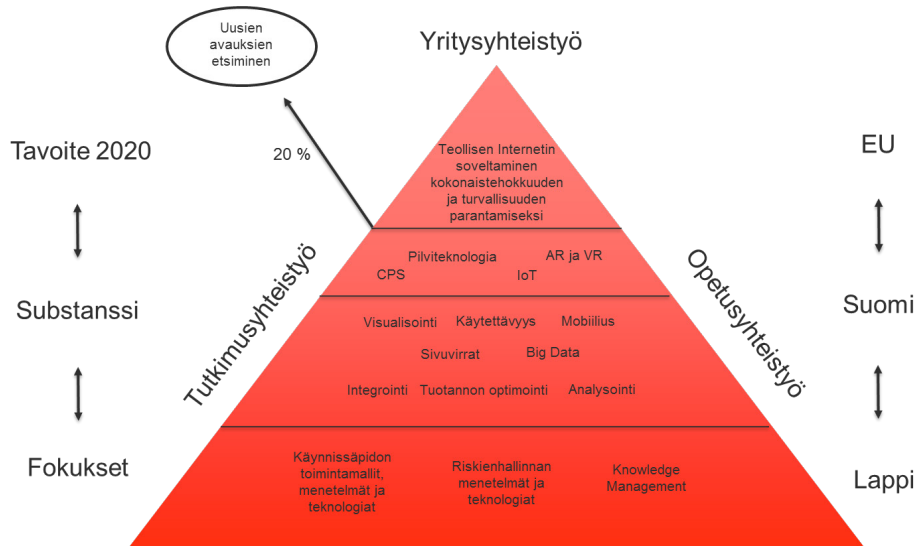 Uusien
avauksien
etsiminen
Yritysyhteistyö
Tavoite 2020
20 %
Teollisen Internetin
soveltaminen
kokonaistehokkuuden
ja turvallisuuden
parantamiseksi
EU
Tutkimusyhteistyö
Opetusyhteistyö
Pilviteknologia
AR ja VR
CPS
IoT
Substanssi
Suomi
Visualisointi
Käytettävyys
Mobiilius
Sivuvirrat
Big Data
Integrointi
Tuotannon optimointi
Analysointi
Fokukset
Lappi
Käynnissäpidon
toimintamallit,
menetelmät ja
teknologiat
Riskienhallinnan
menetelmät ja
teknologiat
Knowledge
Management